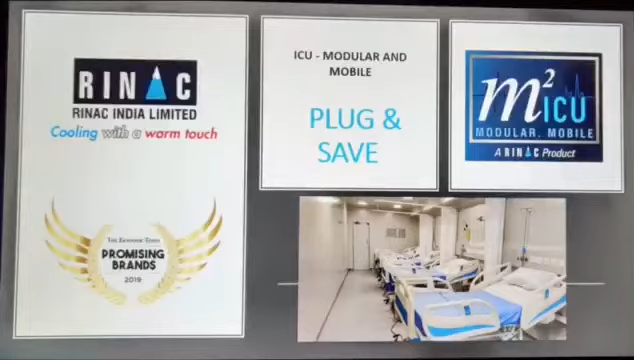 RINAC
RINAC INDIA LIMITED
Cooling with a warm touch
THE ECONOMIC TIMES
PROMISING
BRANDS
2019
ICU - MODULAR AND
MOBILE
PLUG &
SAVE
m²ICU
MODULAR. MOBILE
A RINAC Product